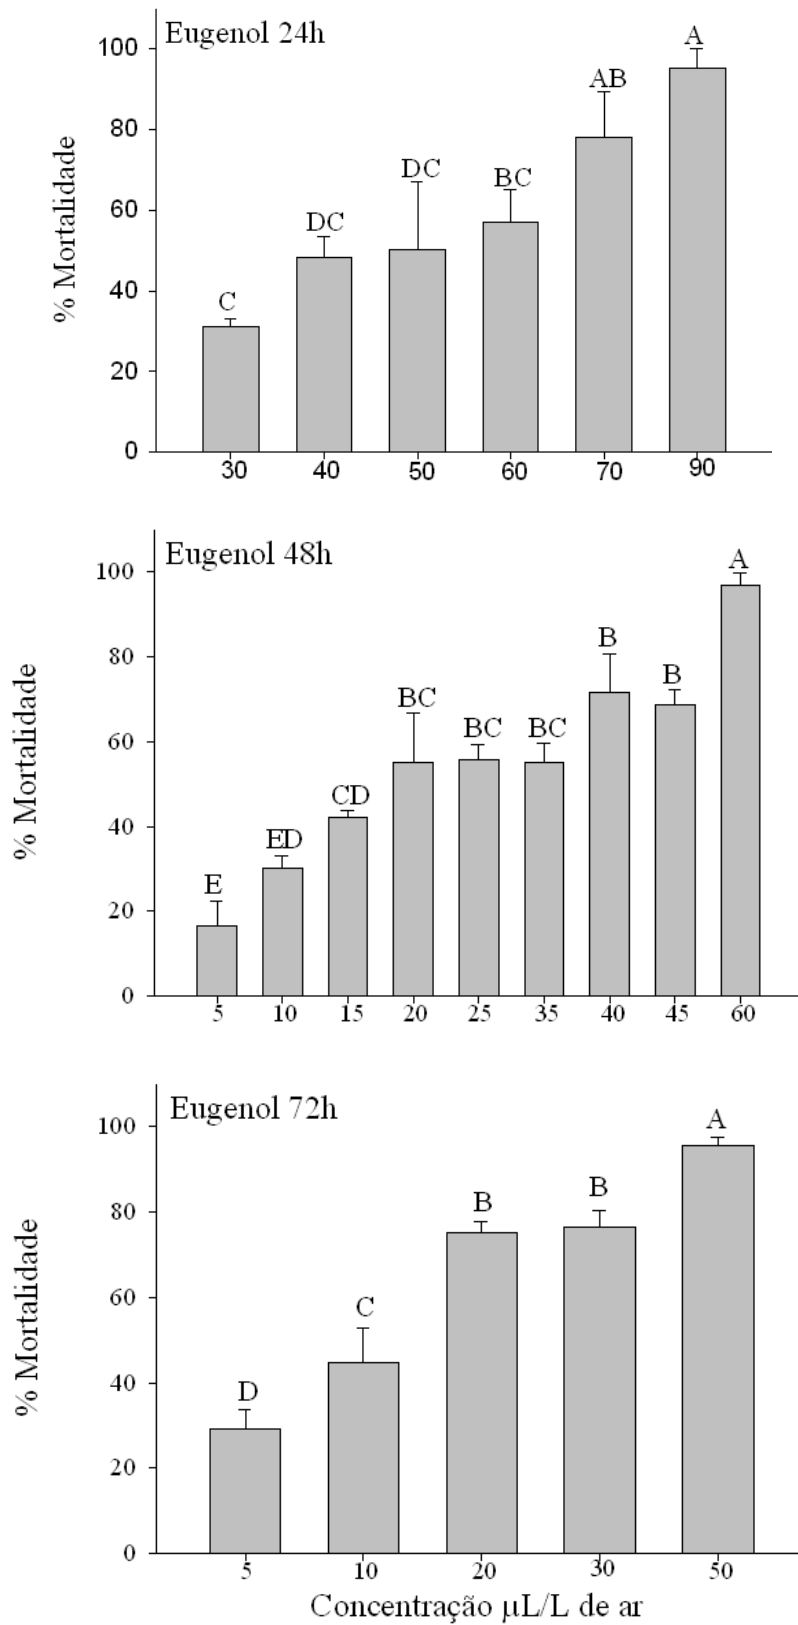 Eugenol 24h
% Mortalidade
100
80
60
40
20
0
C
DC
DC
BC
AB
A
30 40 50 60 70 90
Eugenol 48h
% Mortalidade
100
80
60
40
20
0
E
ED
CD
BC
BC
BC
B
B
A
5 10 15 20 25 35 40 45 60
Eugenol 72h
% Mortalidade
100
80
60
40
20
0
D
C
B
B
A
5 10 20 30 50
Concentração µL/L de ar